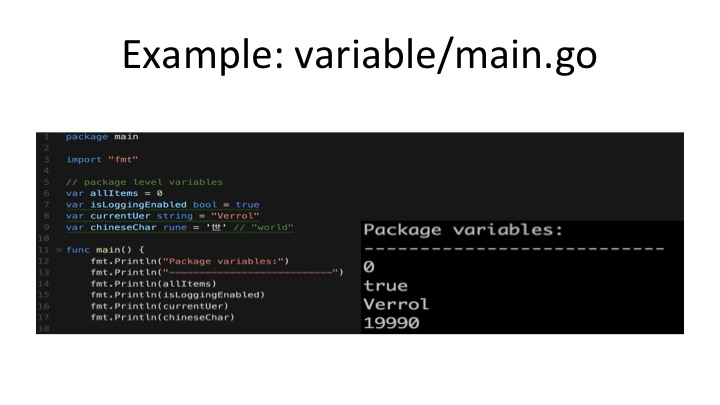 Example: variable/main.go
1 package main
2
3 import "fmt"
4
5 // package level variables
6 var allItems = 0
7 var isLoggingEnabled bool = true
8 var currentUer string = "Verrol"
9 var chineseChar rune = '世' // "world"
10
11 func main() {
12 fmt.Println("Package variables:")
13 fmt.Println("---------------------------")
14 fmt.Println(allItems)
15 fmt.Println(isLoggingEnabled)
16 fmt.Println(currentUer)
17 fmt.Println(chineseChar)
18
Package variables:
---------------------------
0
true
Verrol
19990